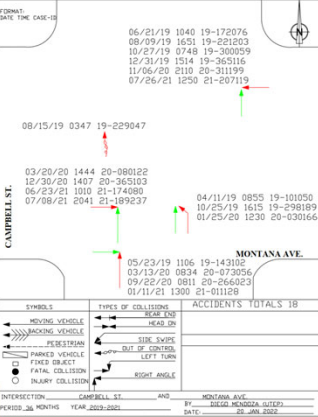 FORMAT:
DATE TIME CASE-ID
N
06/21/19 1040 19-172076
08/09/19 1651 19-221203
10/27/19 0748 19-300059
12/31/19 1514 19-365116
11/06/20 2110 20-311199
07/26/21 1250 21-207119
08/15/19 0347 19-229047
03/20/20 1444 20-080122
12/30/20 1407 20-365103
06/23/21 1010 21-174080
07/08/21 2041 21-189237
04/11/19 0855 19-101050
10/25/19 1615 19-298189
01/25/20 1230 20-030166
CAMPBELL ST.
MONTANA AVE.
05/23/19 1106 19-143102
03/13/20 0834 20-073056
09/22/20 0811 20-266023
01/11/21 1300 21-011128
SYMBOLS
MOVING VEHICLE
BACKING VEHICLE
PEDESTRIAN
PARKED VEHICLE
FIXED OBJECT
FATAL COLLISION
INJURY COLLISION
TYPES OF COLLISIONS
REAR END
HEAD ON
SIDE SWIPE
OUT OF CONTROL
LEFT TURN
RIGHT ANGLE
ACCIDENTS TOTALS 18
INTERSECTION CAMPBELL ST. AND MONTANA AVE.
PERIOD 36 MONTHS YEAR 2019-2021
BY DIEGO MENDOZA (UTEP)
DATE: 20 JAN 2022